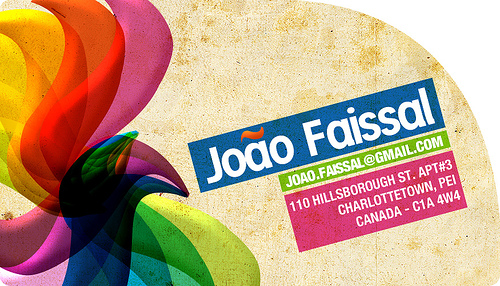 João Faissal
JOAO.FAISSAL@GMAIL.COM
110 HILLSBOROUGH ST. APT#3
CHARLOTTETOWN, PEI
CANADA - C1A 4W4